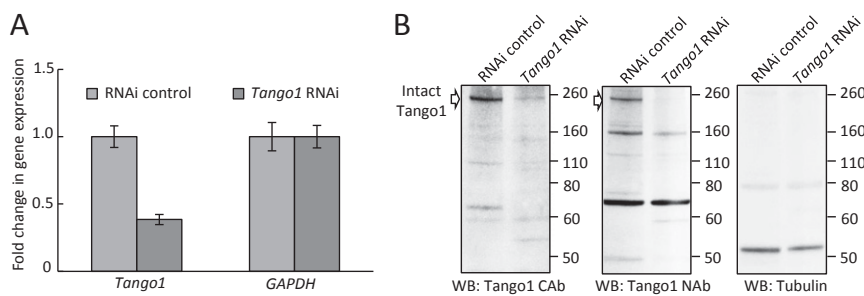 A
Fold change in gene expression
1.5
1.0
0.5
0
RNAi control
Tango1 RNAi
Tango1
GAPDH
B
Intact
Tango1
RNAi control
Tango1 RNAi
260
160
110
80
60
50
WB: Tango1 CAb
RNAi control
Tango1 RNAi
260
160
110
80
60
50
WB: Tango1 NAb
RNAi control
Tango1 RNAi
260
160
110
80
60
50
WB: Tubulin